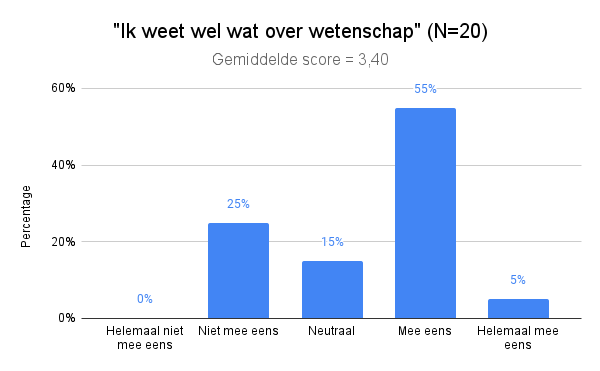 "Ik weet wel wat over wetenschap" (N=20)
Gemiddelde score = 3,40
Percentage
60%
40%
20%
0%
0%
25%
15%
55%
5%
Helemaal niet
mee eens
Niet mee eens
Neutraal
Mee eens
Helemaal mee
eens